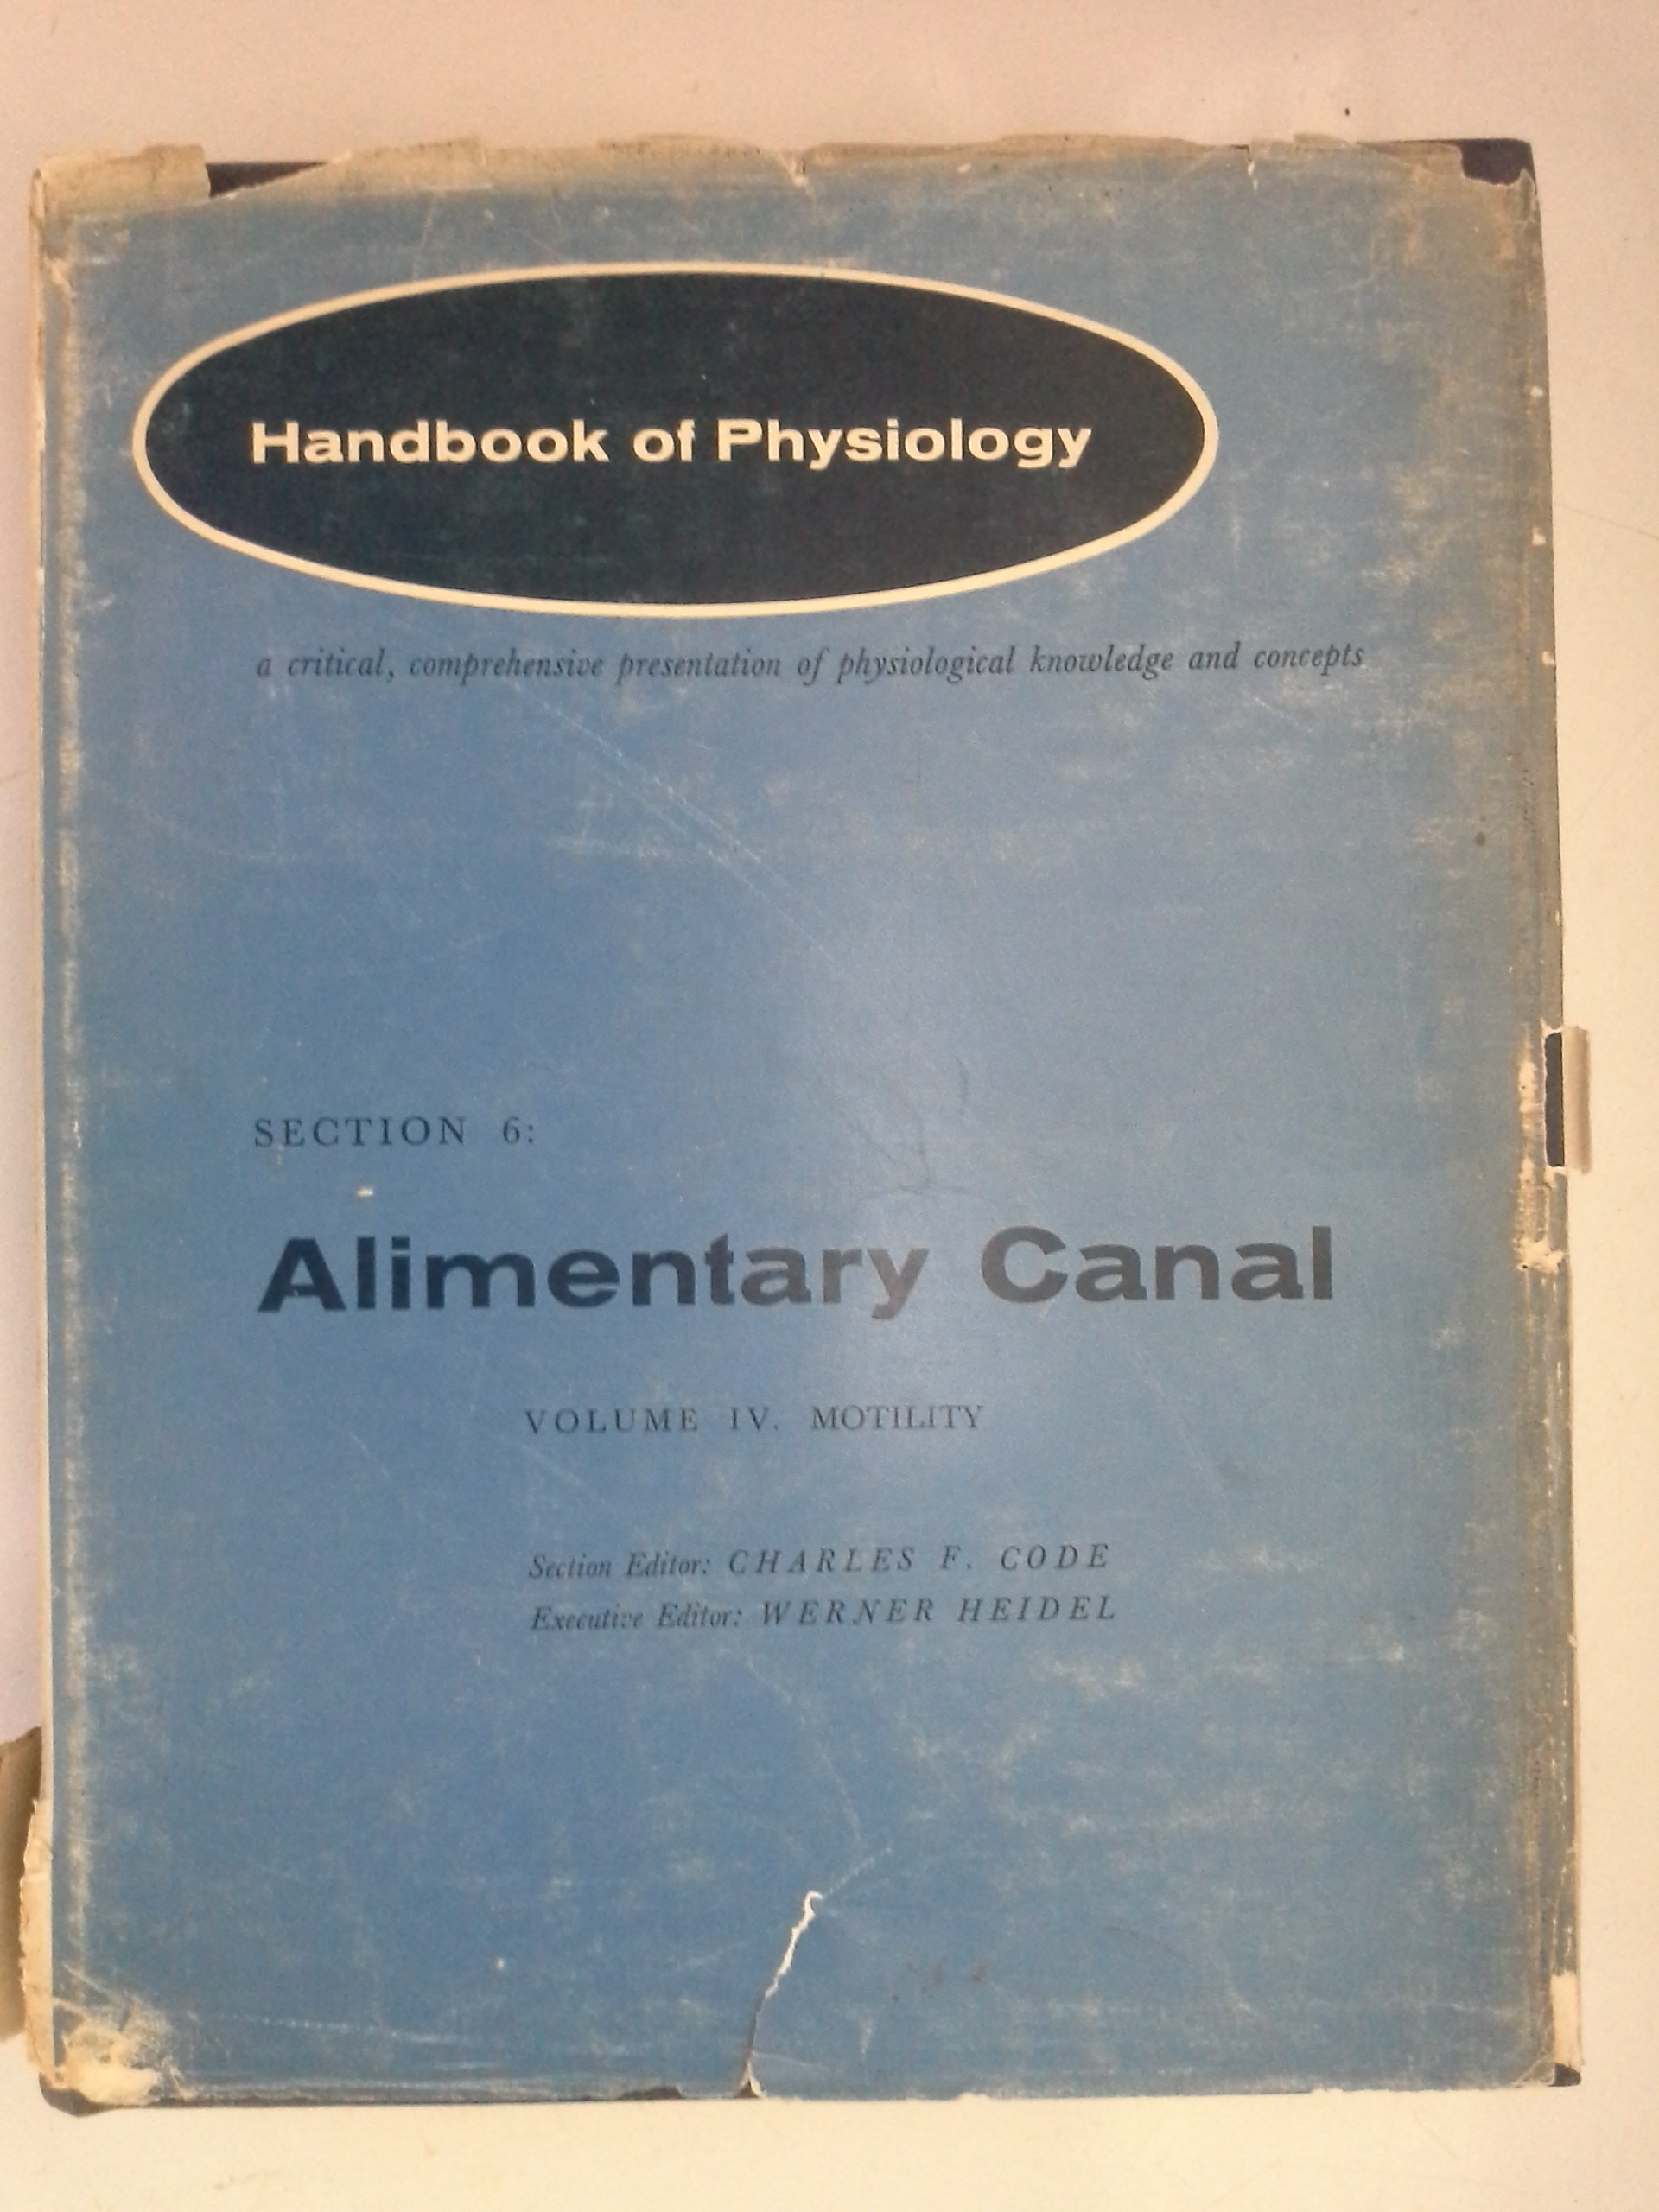 Handbook of Physiology
a critical, comprehensive presentation of physiological knowledge and concepts
SECTION 6:
Alimentary Canal
VOLUME IV. MOTILITY
Section Editor: CHARLES F. CODE
Executive Editor: WERNER HEIDEL